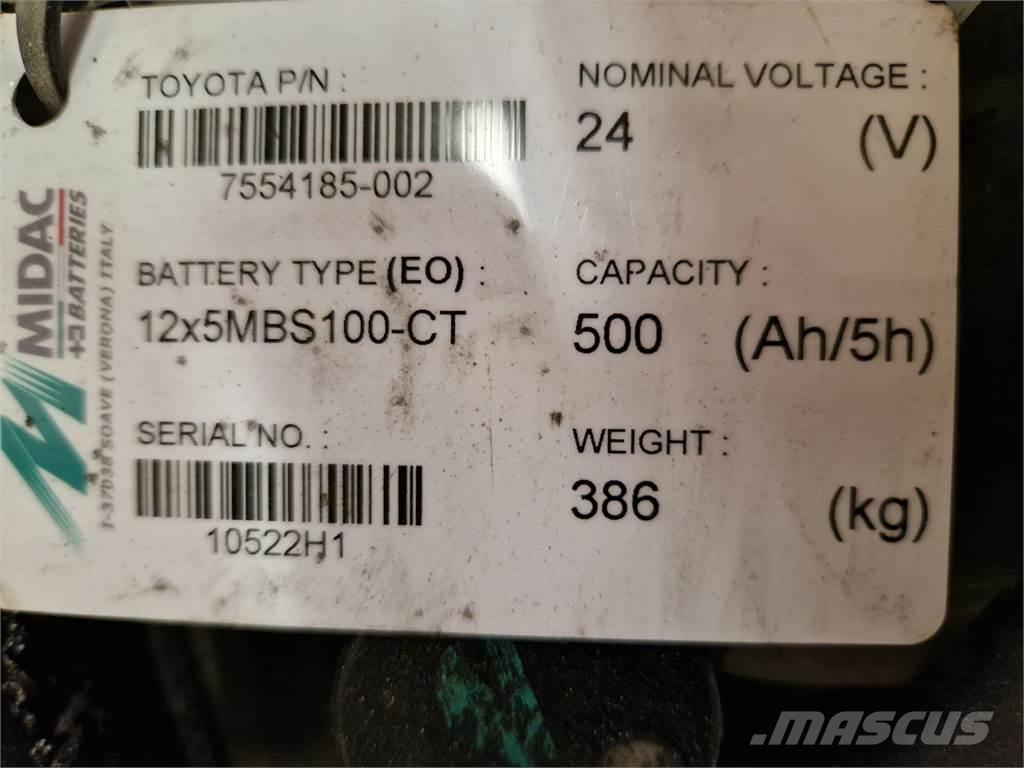 TOYOTA P/N :
7554185-002
BATTERY TYPE (EO) :
12x5MBS100-CT
SERIAL NO. :
10522H1
NOMINAL VOLTAGE :
24 (V)
CAPACITY :
500 (Ah/5h)
WEIGHT :
386 (kg)
MIDAC
BATTERIES
SOAVE (VERONA) ITALY
MASCUS